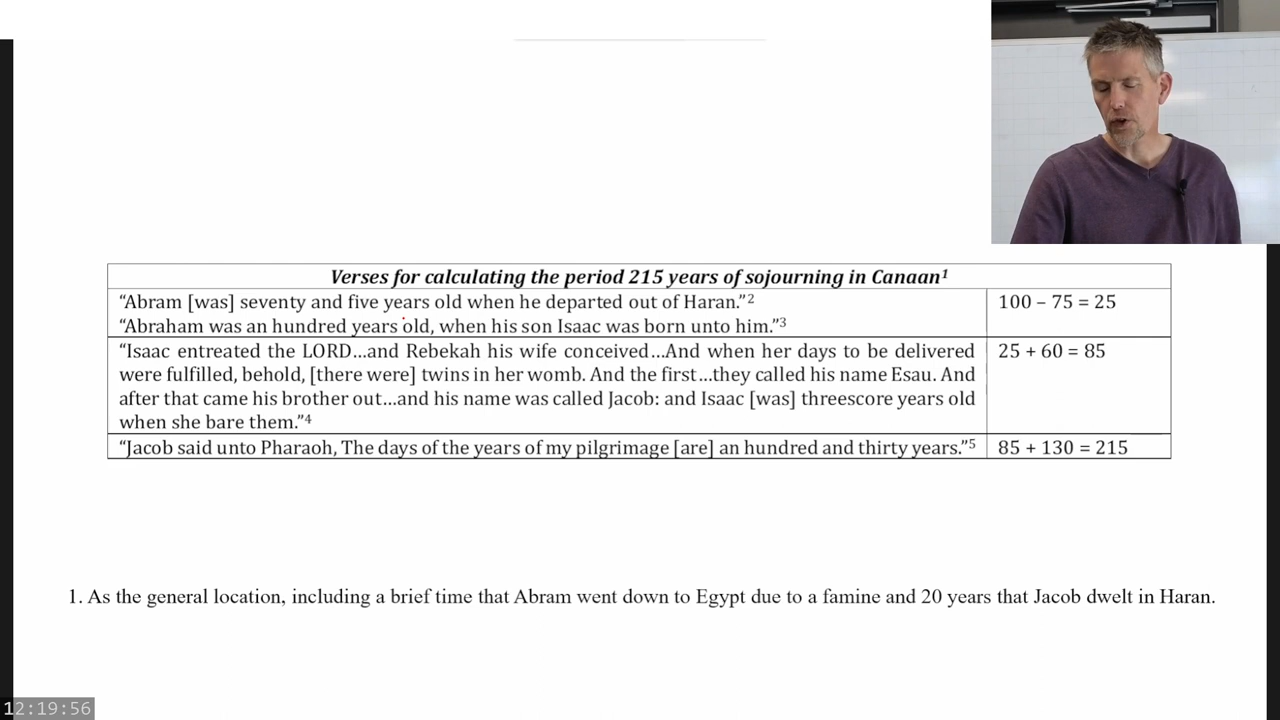 Verses for calculating the period 215 years of sojourning in Canaan¹
“Abram [was] seventy and five years old when he departed out of Haran.”² 100 – 75 = 25
“Abraham was an hundred years old, when his son Isaac was born unto him.”³
“Isaac entreated the LORD…and Rebekah his wife conceived…And when her days to be delivered 25 + 60 = 85
were fulfilled, behold, [there were] twins in her womb. And the first…they called his name Esau. And
after that came his brother out…and his name was called Jacob: and Isaac [was] threescore years old
when she bare them.”⁴
“Jacob said unto Pharaoh, The days of the years of my pilgrimage [are] an hundred and thirty years.”⁵ 85 + 130 = 215
1. As the general location, including a brief time that Abram went down to Egypt due to a famine and 20 years that Jacob dwelt in Haran.
12:19:56